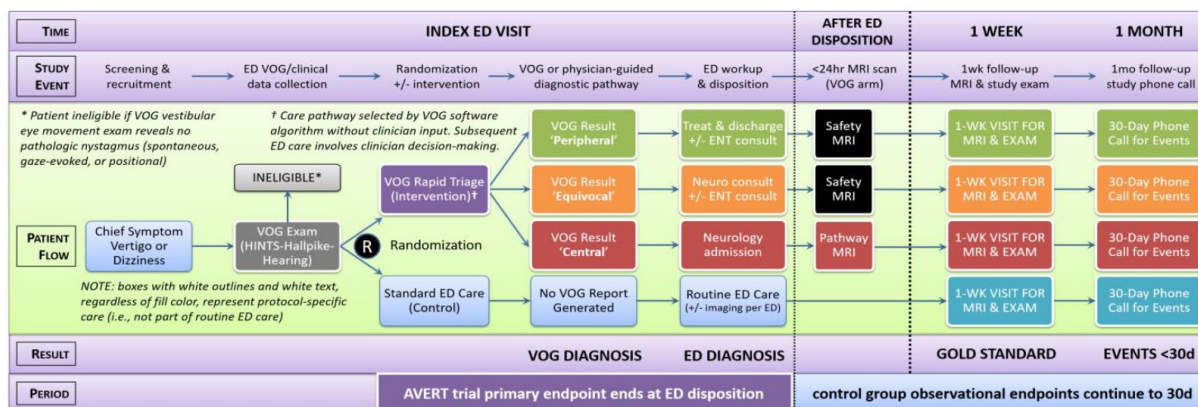 TIME
INDEX ED VISIT
AFTER ED
DISPOSITION
1 WEEK
1 MONTH
STUDY
EVENT
Screening &
recruitment
ED VOG/clinical
data collection
Randomization
+/- intervention
VOG or physician-guided
diagnostic pathway
ED workup
& disposition
<24hr MRI scan
(VOG arm)
1wk follow-up
MRI & study exam
1mo follow-up
study phone call
* Patient ineligible if VOG vestibular
eye movement exam reveals no
pathologic nystagmus (spontaneous,
gaze-evoked, or positional)
† Care pathway selected by VOG software
algorithm without clinician input. Subsequent
ED care involves clinician decision-making.
VOG Result
'Peripheral'
Treat & discharge
+/- ENT consult
Safety
MRI
1-WK VISIT FOR
MRI & EXAM
30-Day Phone
Call for Events
INELIGIBLE*
VOG Rapid Triage
(Intervention)†
VOG Result
'Equivocal'
Neuro consult
+/- ENT consult
Safety
MRI
1-WK VISIT FOR
MRI & EXAM
30-Day Phone
Call for Events
PATIENT
FLOW
Chief Symptom
Vertigo or
Dizziness
VOG Exam
(HINTS-Hallpike-
Hearing)
R
Randomization
VOG Result
'Central'
Neurology
admission
Pathway
MRI
1-WK VISIT FOR
MRI & EXAM
30-Day Phone
Call for Events
NOTE: boxes with white outlines and white text,
regardless of fill color, represent protocol-specific
care (i.e., not part of routine ED care)
Standard ED Care
(Control)
No VOG Report
Generated
Routine ED Care
(+/- imaging per ED)
1-WK VISIT FOR
MRI & EXAM
30-Day Phone
Call for Events
RESULT
VOG DIAGNOSIS
ED DIAGNOSIS
GOLD STANDARD
EVENTS <30d
PERIOD
AVERT trial primary endpoint ends at ED disposition
control group observational endpoints continue to 30d